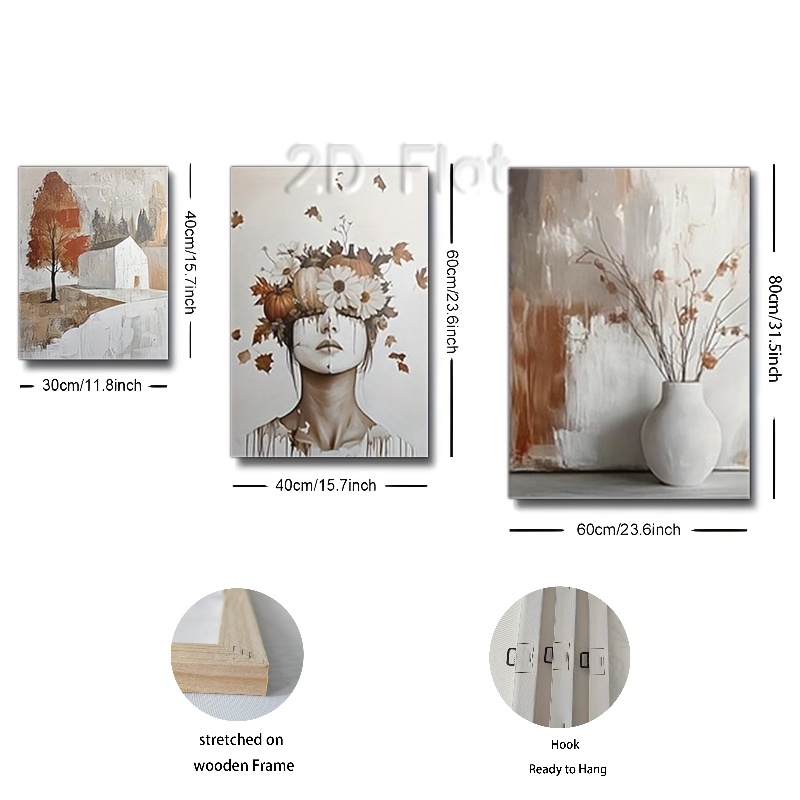 2D Flat
40cm/15.7inch
30cm/11.8inch
60cm/23.6inch
40cm/15.7inch
80cm/31.5inch
60cm/23.6inch
stretched on
wooden Frame
Hook
Ready to Hang